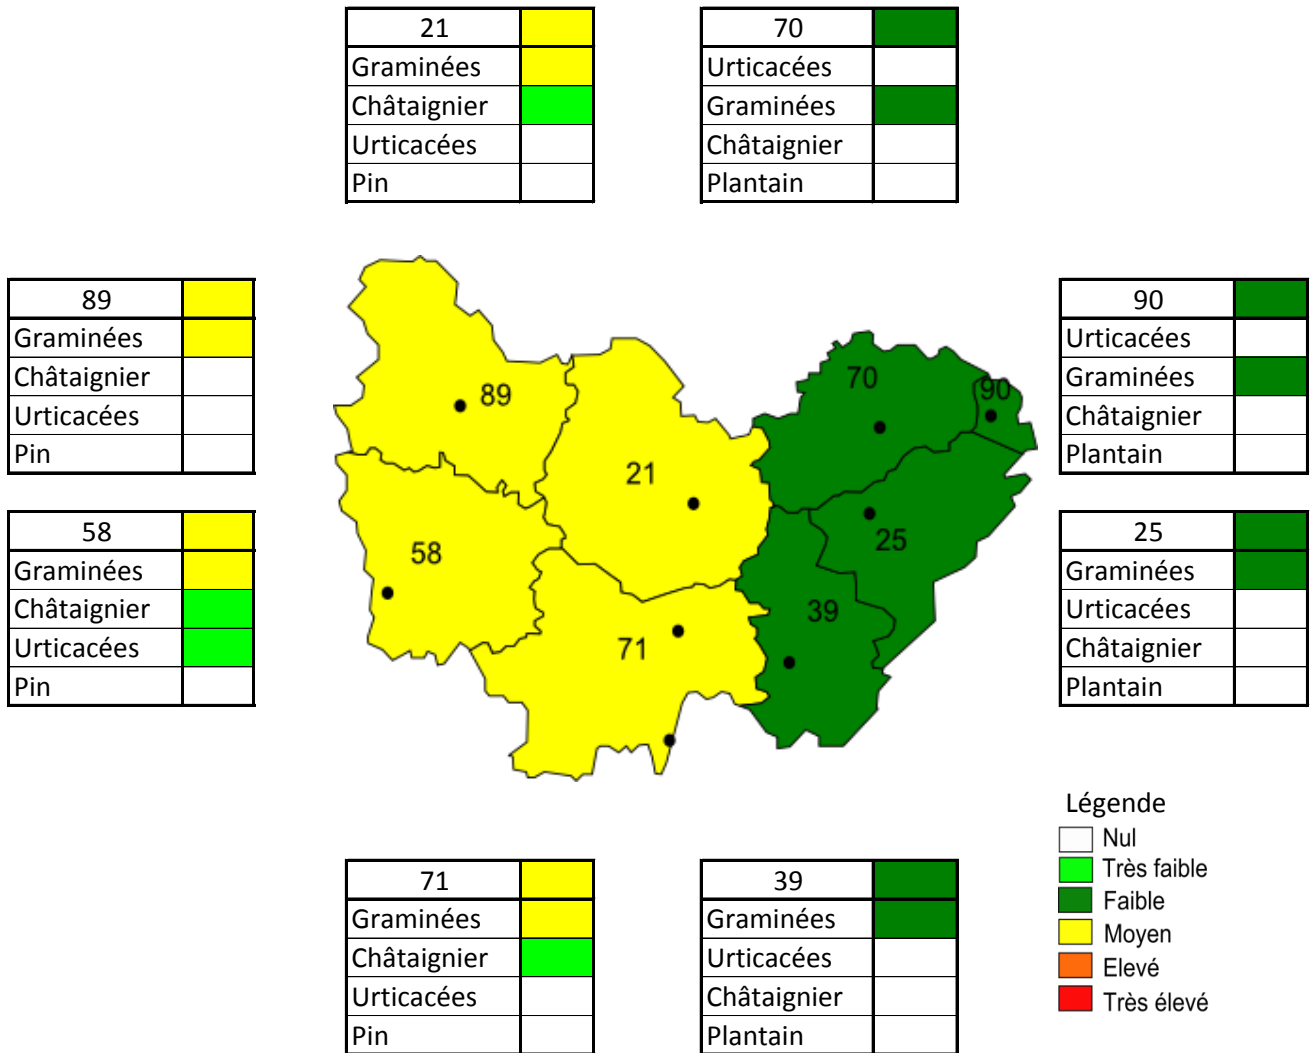 21
Graminées
Châtaignier
Urticacées
Pin
70
Urticacées
Graminées
Châtaignier
Plantain
89
Graminées
Châtaignier
Urticacées
Pin
58
Graminées
Châtaignier
Urticacées
Pin
89
70
90
21
25
58
39
71
90
Urticacées
Graminées
Châtaignier
Plantain
25
Graminées
Urticacées
Châtaignier
Plantain
71
Graminées
Châtaignier
Urticacées
Pin
39
Graminées
Urticacées
Châtaignier
Plantain
Légende
Nul
Très faible
Faible
Moyen
Elevé
Très élevé